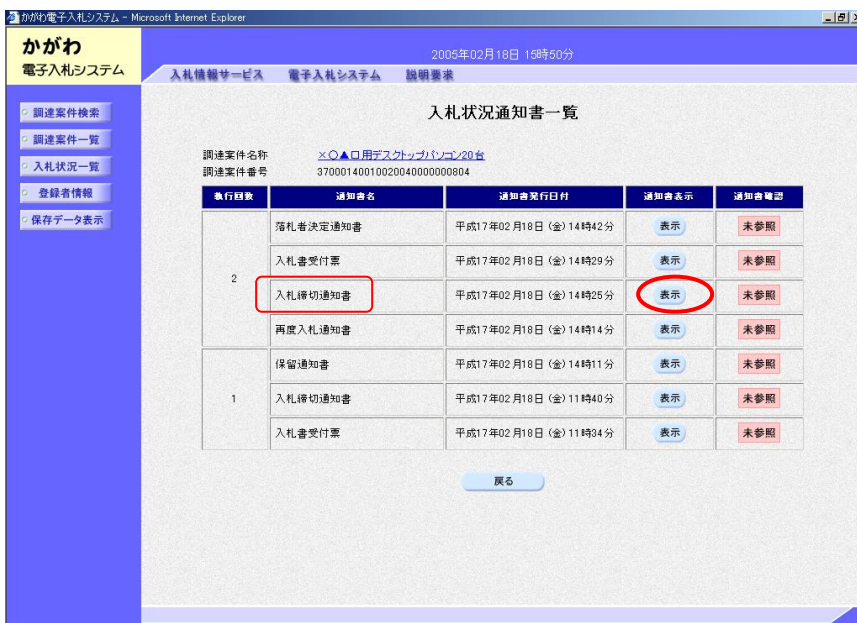 かがわ電子入札システム - Microsoft Internet Explorer
かがわ
電子入札システム
2005年02月18日 15時50分
入札情報サービス 電子入札システム 説明要求
調達案件検索
調達案件一覧
入札状況一覧
登録者情報
保存データ表示
入札状況通知書一覧
調達案件名称 ×○▲口用デスクトップパソコン20台
調達案件番号 3700014001002004000000804
執行回数 通知書名 通知書発行日付 通知書表示 通知書確認
2
落札者決定通知書 平成17年02月18日 (金) 14時42分 表示 未参照
入札書受付票 平成17年02月18日 (金) 14時29分 表示 未参照
入札締切通知書 平成17年02月18日 (金) 14時25分 表示 未参照
再度入札通知書 平成17年02月18日 (金) 14時14分 表示 未参照
1
保留通知書 平成17年02月18日 (金) 14時11分 表示 未参照
入札締切通知書 平成17年02月18日 (金) 11時40分 表示 未参照
入札書受付票 平成17年02月18日 (金) 11時34分 表示 未参照
戻る